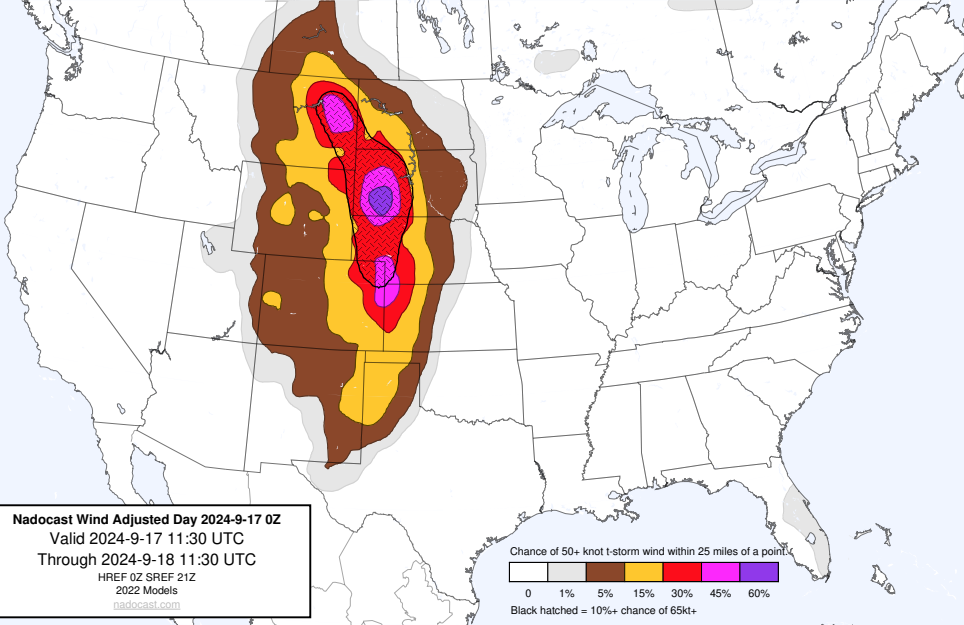 Nadocast Wind Adjusted Day 2024-9-17 0Z
Valid 2024-9-17 11:30 UTC
Through 2024-9-18 11:30 UTC
HREF 0Z SREF 21Z
2022 Models
nadocast.com
Chance of 50+ knot t-storm wind within 25 miles of a point.
0 1% 5% 15% 30% 45% 60%
Black hatched = 10%+ chance of 65kt+